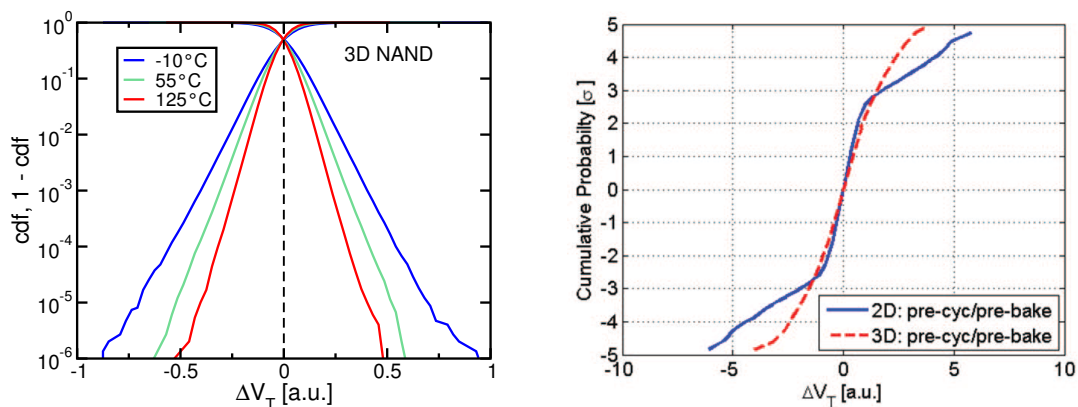 3D NAND
-10°C
55°C
125°C
cdf, 1 - cdf
10^0
10^-1
10^-2
10^-3
10^-4
10^-5
10^-6
-1
-0.5
0
0.5
1
ΔV_T [a.u.]
Cumulative Probabilty [σ]
5
4
3
2
1
0
-1
-2
-3
-4
-5
2D: pre-cyc/pre-bake
3D: pre-cyc/pre-bake
-10
-5
0
5
10
ΔV_T [a.u.]